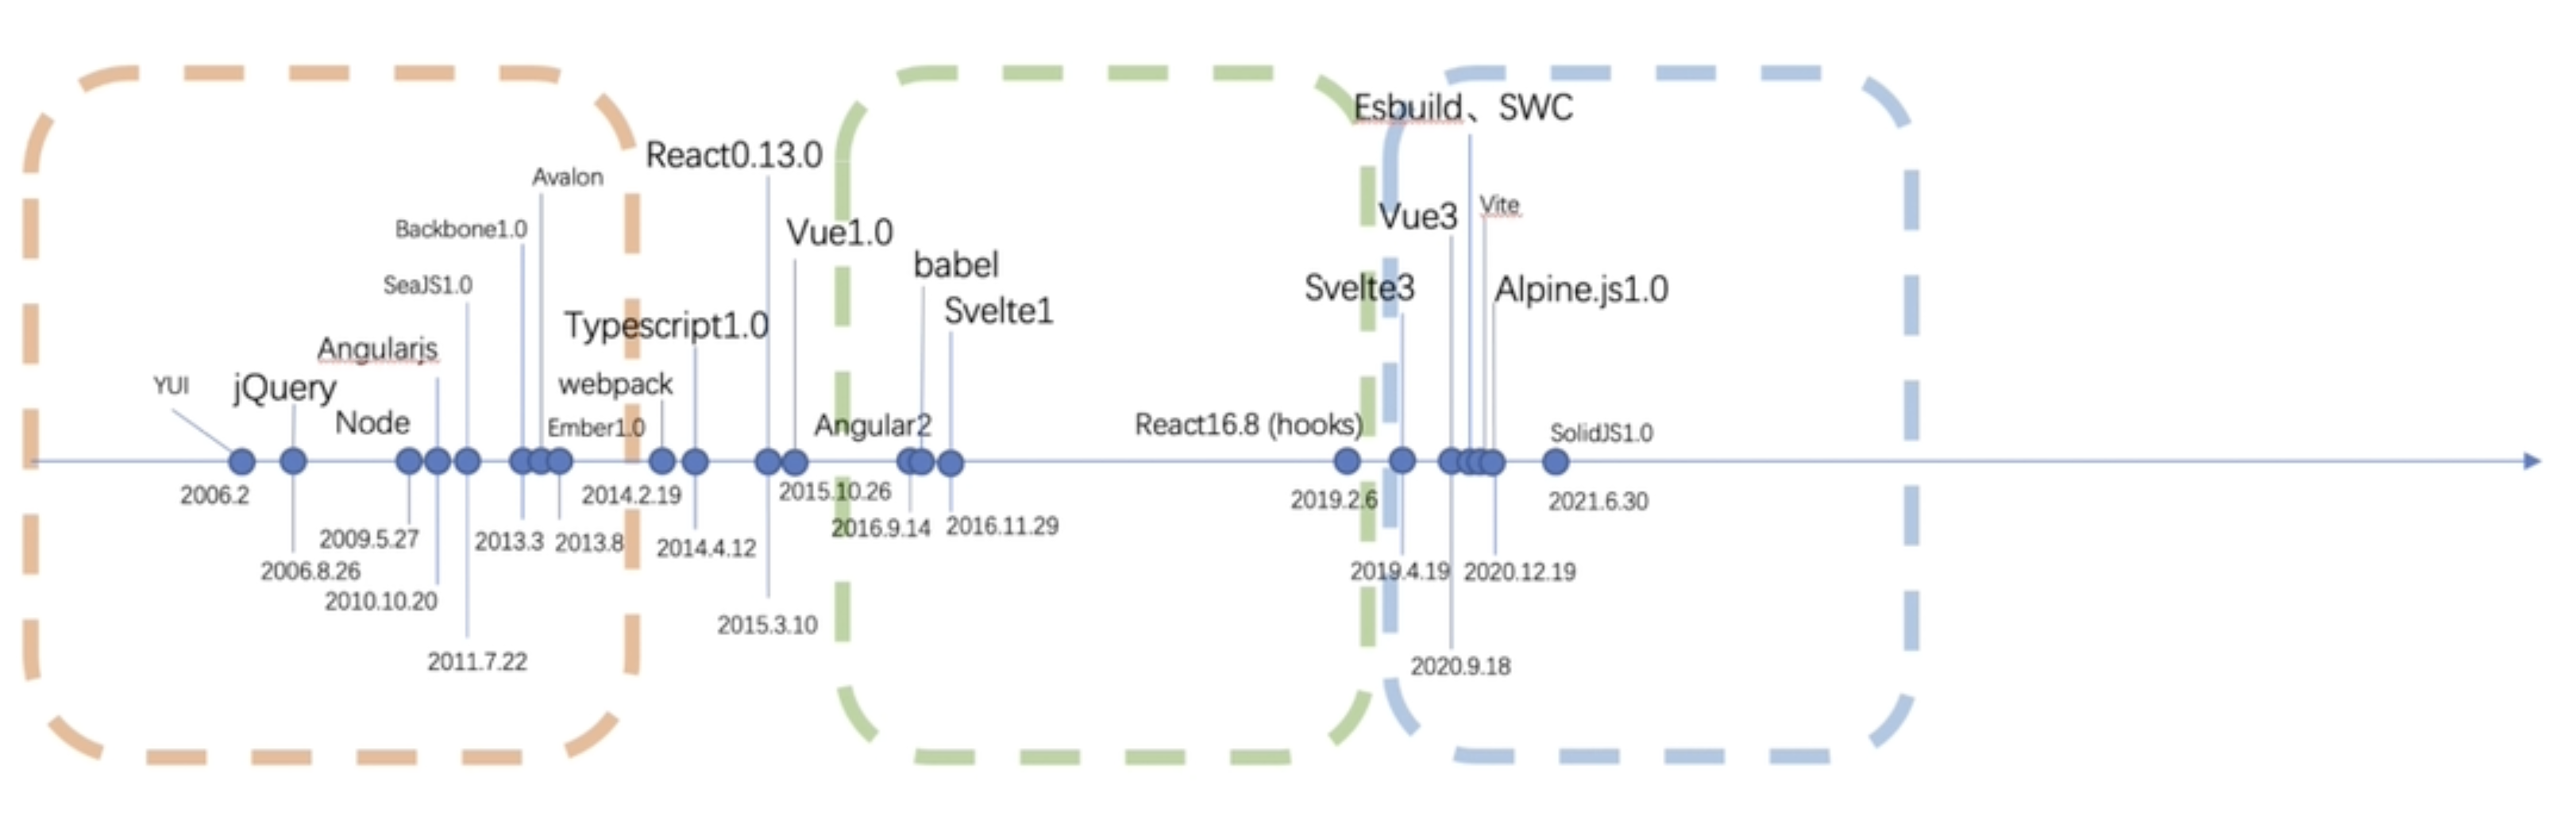 Esbuild、SWC
React0.13.0
Avalon
Vite
Vue3
Backbone1.0
Vue1.0
babel
SeaJS1.0
Svelte3
Alpine.js1.0
Svelte1
Typescript1.0
Angularjs
YUI
jQuery
webpack
Node
Ember1.0
Angular2
React16.8 (hooks)
SolidJS1.0
2006.2
2014.2.19
2015.10.26
2019.2.6
2021.6.30
2016.9.14
2016.11.29
2009.5.27
2013.3
2013.8
2014.4.12
2006.8.26
2019.4.19
2020.12.19
2010.10.20
2015.3.10
2011.7.22
2020.9.18